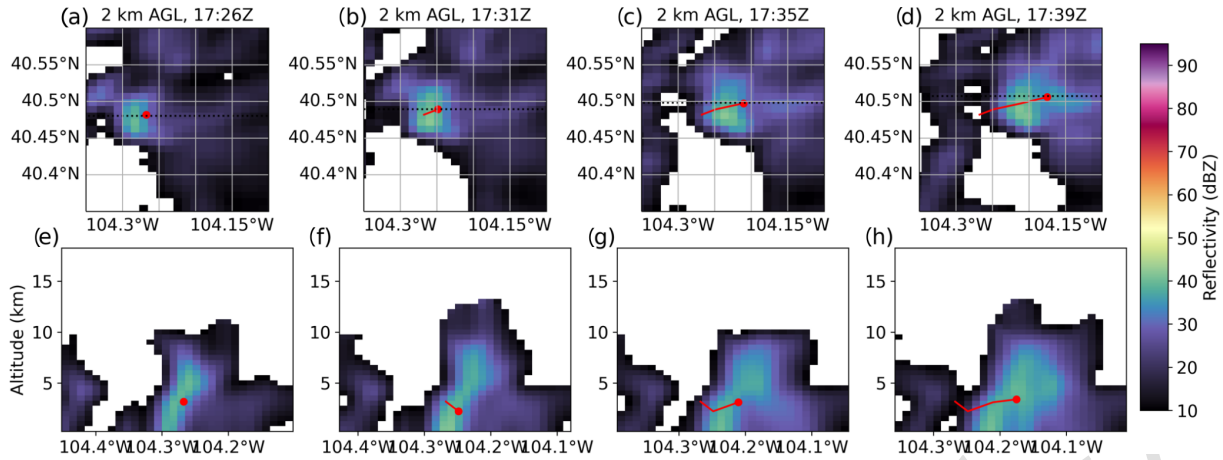 (a) 2 km AGL, 17:26Z
(b) 2 km AGL, 17:31Z
(c) 2 km AGL, 17:35Z
(d) 2 km AGL, 17:39Z
40.55°N
40.5°N
40.45°N
40.4°N
104.3°W 104.15°W
40.55°N
40.5°N
40.45°N
40.4°N
104.3°W 104.15°W
40.55°N
40.5°N
40.45°N
40.4°N
104.3°W 104.15°W
40.55°N
40.5°N
40.45°N
40.4°N
104.3°W 104.15°W
(e)
Altitude (km)
15
10
5
104.4°W 104.3°W 104.2°W
(f)
15
10
5
104.4°W 104.3°W 104.2°W 104.1°W
(g)
15
10
5
104.3°W 104.2°W 104.1°W
(h)
15
10
5
104.3°W 104.2°W 104.1°W
90
80
70
60
50
40
30
20
10
Reflectivity (dBZ)